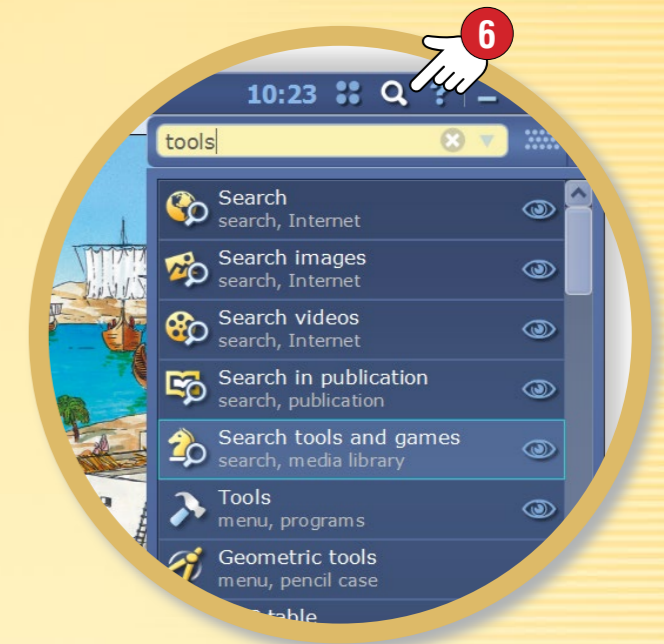 6
10:23 ?
tools
Search
search, Internet
Search images
search, Internet
Search videos
search, Internet
Search in publication
search, publication
Search tools and games
search, media library
Tools
menu, programs
Geometric tools
menu, pencil case
table